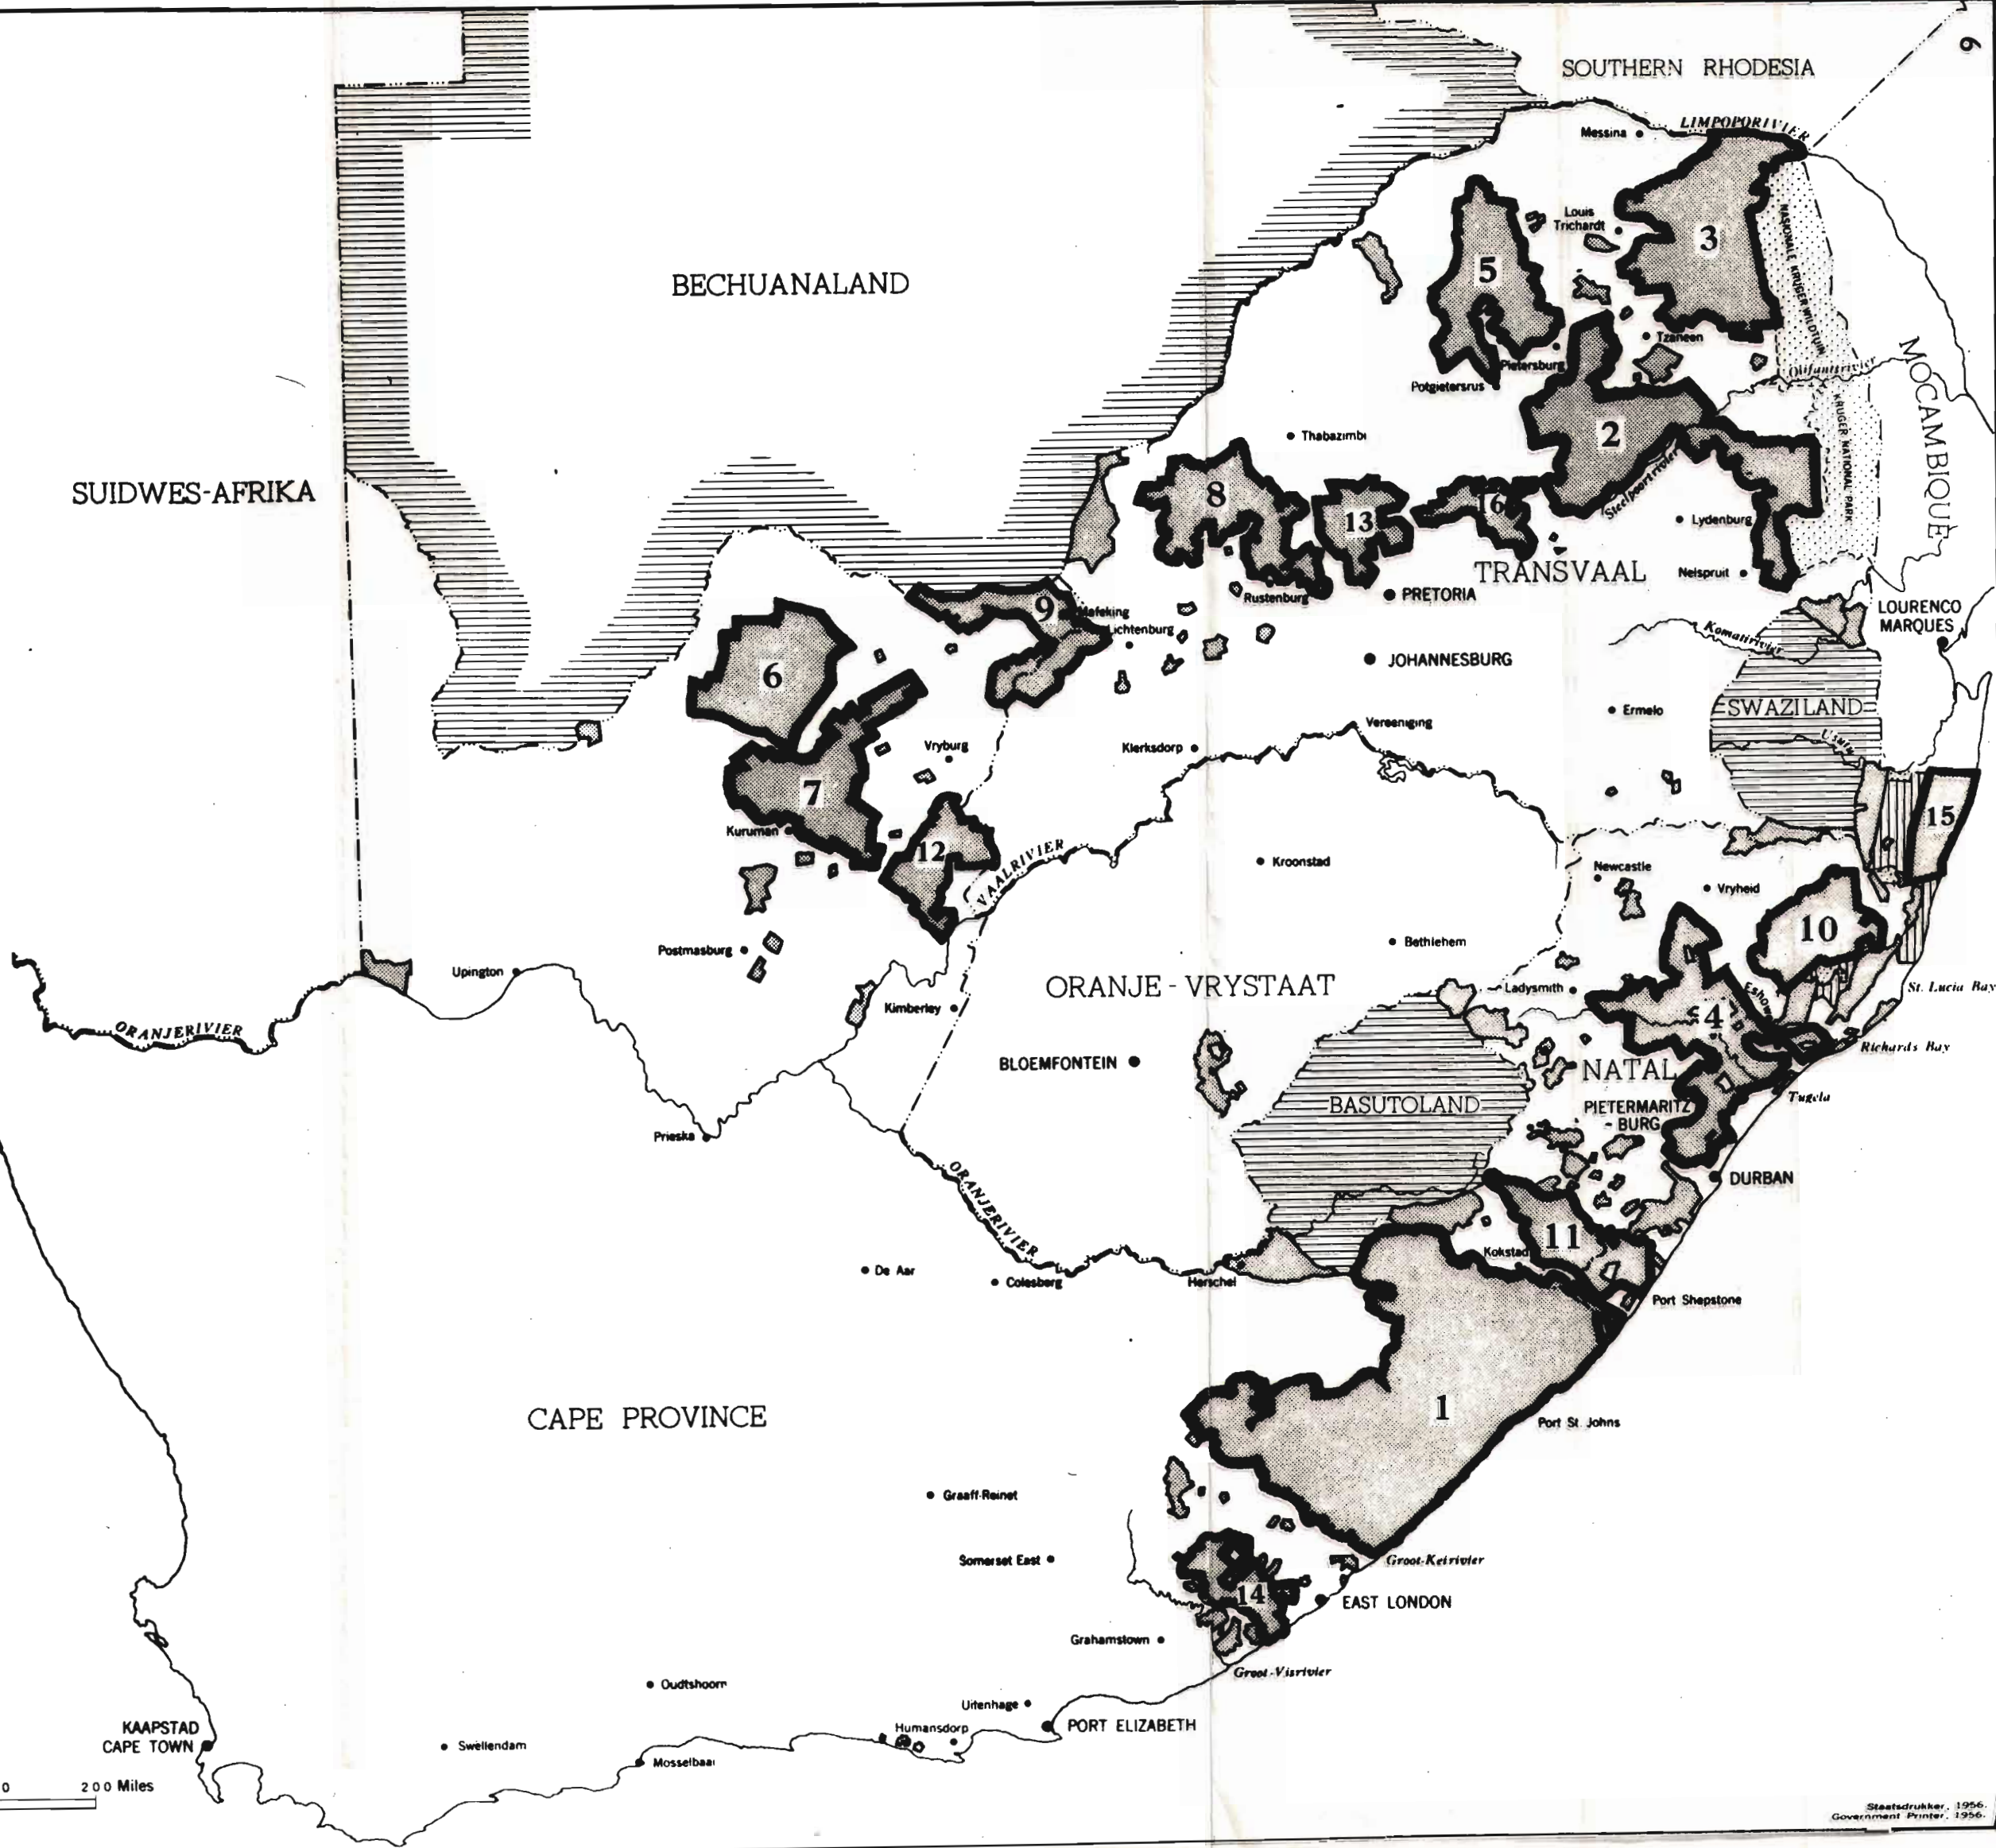 6
SOUTHERN RHODESIA
LIMPOPORIVIER
Messina
BECHUANALAND
SUIDWES-AFRIKA
Louis
Trichardt
3
5
NASIONALE KRUGERWILDTUIN
KRUGER NATIONAL PARK
MOCAMBIQUE
Tzaneen
Pietersburg
Potgietersrus
Olifantsrivier
2
Thabazimbi
8
13
16
Steelpoortrivier
Lydenburg
TRANSVAAL
Nelspruit
Rustenburg
PRETORIA
9
Mafeking
Lichtenburg
LOURENCO
MARQUES
Komatirivier
JOHANNESBURG
6
Ermelo
SWAZILAND
Usutu
Vereeniging
Klerksdorp
Vryburg
7
Kuruman
12
VAALRIVIER
Kroonstad
15
Newcastle
Vryheid
10
Bethlehem
Postmasburg
Upington
Kimberley
ORANJE-VRYSTAAT
Ladysmith
Eshowe
St. Lucia Bay
4
Richards Bay
ORANJERIVIER
BLOEMFONTEIN
NATAL
Tugela
BASUTOLAND
PIETERMARITZ
-BURG
Prieska
DURBAN
ORANJERIVIER
11
Kokstad
De Aar
Colesberg
Herschel
Port Shepstone
CAPE PROVINCE
1
Port St. Johns
Graaff-Reinet
Somerset East
Groot-Keirivier
14
EAST LONDON
Grahamstown
Groot-Visrivier
Oudtshoorn
Uitenhage
PORT ELIZABETH
Humansdorp
KAAPSTAD
CAPE TOWN
Swellendam
Mosselbaai
0 200 Miles
Staatsdrukker, 1956.
Government Printer, 1956.